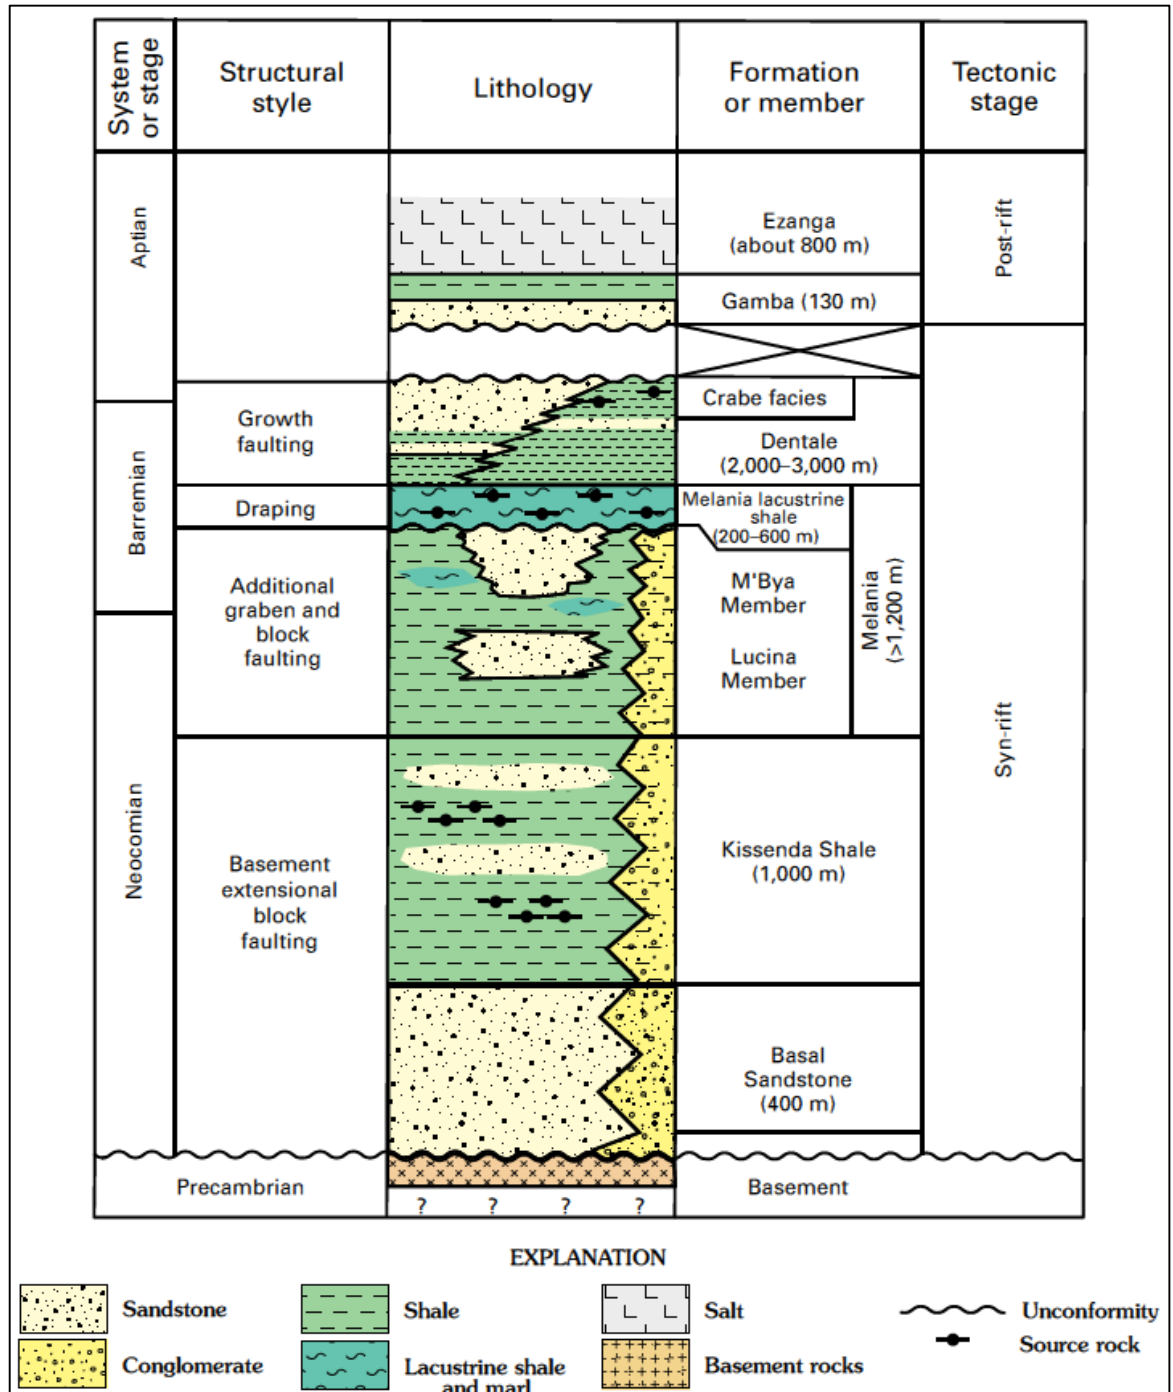 System
or stage
Structural
style
Lithology
Formation
or member
Tectonic
stage
Aptian
Ezanga
(about 800 m)
Post-rift
Gamba (130 m)
Growth
faulting
Crabe facies
Dentale
(2,000–3,000 m)
Barremian
Draping
Melania lacustrine
shale
(200–600 m)
Additional
graben and
block
faulting
M'Bya
Member
Lucina
Member
Melania
(>1,200 m)
Syn-rift
Neocomian
Basement
extensional
block
faulting
Kissenda Shale
(1,000 m)
Basal
Sandstone
(400 m)
Precambrian
Basement
? ? ? ?
EXPLANATION
Sandstone
Shale
Salt
Unconformity
Source rock
Conglomerate
Lacustrine shale
and marl
Basement rocks